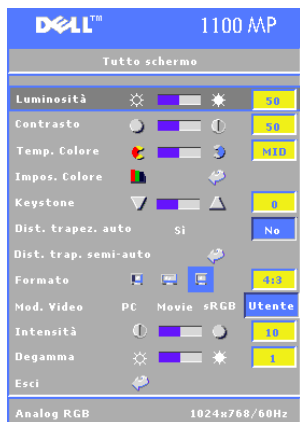 DELL™ 1100 MP
Tutto schermo
Luminosità 50
Contrasto 50
Temp. Colore MID
Impos. Colore
Keystone 0
Dist. trapez. auto Sì No
Dist. trap. semi-auto
Formato 4:3
Mod. Video PC Movie sRGB Utente
Intensità 10
Degamma 1
Esci
Analog RGB 1024x768/60Hz